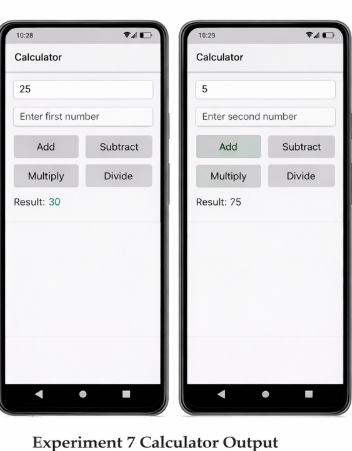 10:28
Calculator
25
Enter first number
Add Subtract
Multiply Divide
Result: 30
10:29
Calculator
5
Enter second number
Add Subtract
Multiply Divide
Result: 75
Experiment 7 Calculator Output